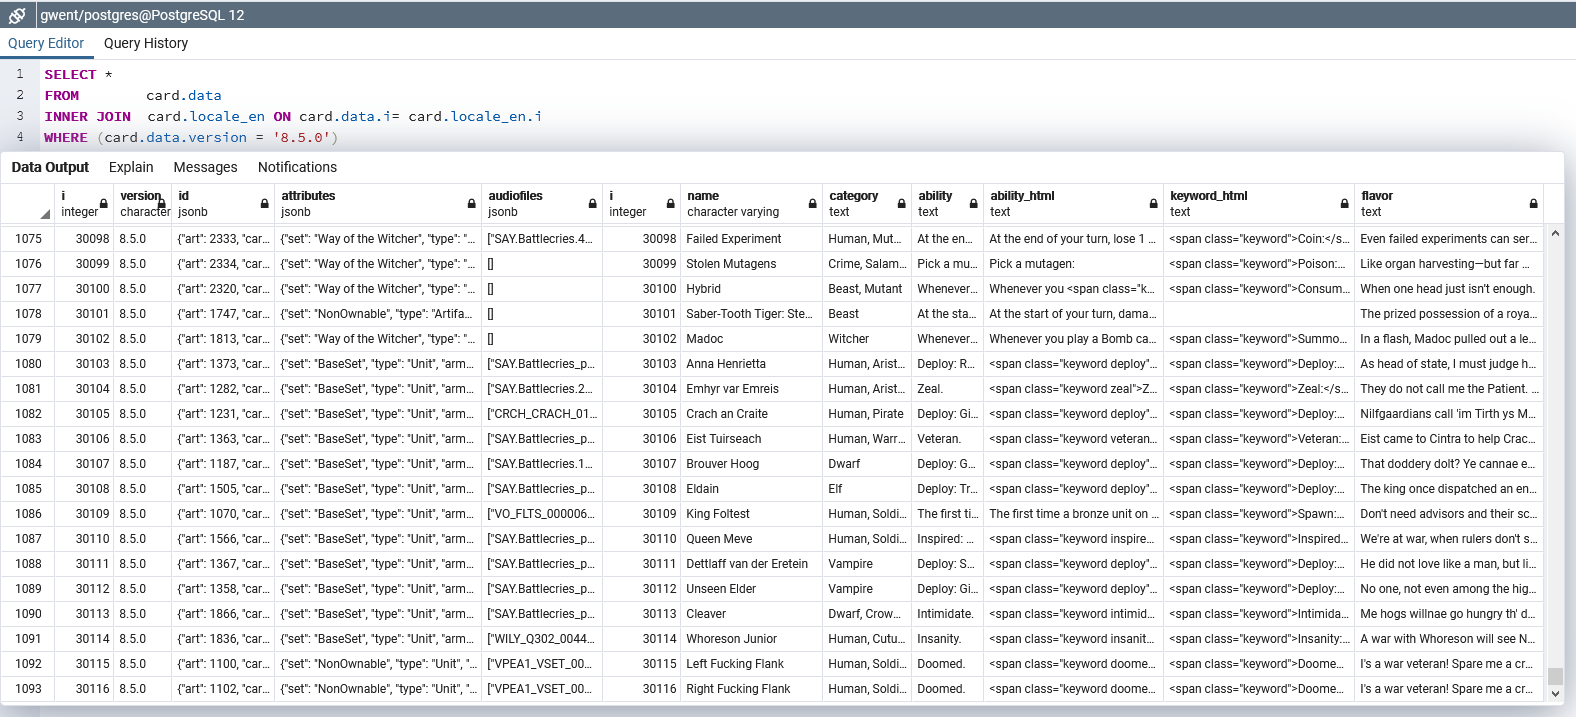 gwent/postgres@PostgreSQL 12
Query Editor Query History
1 SELECT *
2 FROM card.data
3 INNER JOIN card.locale_en ON card.data.i= card.locale_en.i
4 WHERE (card.data.version = '8.5.0')
Data Output Explain Messages Notifications
i version id attributes audiofiles i name category ability ability_html keyword_html flavor
integer character jsonb jsonb jsonb integer character varying text text text text text
1075 30098 8.5.0 {"art": 2333, "car... {"set": "Way of the Witcher", "type": "... ["SAY.Battlecries.4... 30098 Failed Experiment Human, Mut... At the en... At the end of your turn, lose 1 ... <span class="keyword">Coin:</s... Even failed experiments can ser...
1076 30099 8.5.0 {"art": 2334, "car... {"set": "Way of the Witcher", "type": "... [] 30099 Stolen Mutagens Crime, Salam... Pick a mu... Pick a mutagen: <span class="keyword">Poison:... Like organ harvesting—but far ...
1077 30100 8.5.0 {"art": 2320, "car... {"set": "Way of the Witcher", "type": "... [] 30100 Hybrid Beast, Mutant Whenever... Whenever you <span class="k... <span class="keyword">Consum... When one head just isn't enough.
1078 30101 8.5.0 {"art": 1747, "car... {"set": "NonOwnable", "type": "Artifa... [] 30101 Saber-Tooth Tiger: Ste... Beast At the sta... At the start of your turn, dama... The prized possession of a roya...
1079 30102 8.5.0 {"art": 1813, "car... {"set": "Way of the Witcher", "type": "... [] 30102 Madoc Witcher Whenever... Whenever you play a Bomb ca... <span class="keyword">Summo... In a flash, Madoc pulled out a le...
1080 30103 8.5.0 {"art": 1373, "car... {"set": "BaseSet", "type": "Unit", "arm... ["SAY.Battlecries_p... 30103 Anna Henrietta Human, Arist... Deploy: R... <span class="keyword deploy"... <span class="keyword">Deploy:... As head of state, I must judge h...
1081 30104 8.5.0 {"art": 1282, "car... {"set": "BaseSet", "type": "Unit", "arm... ["SAY.Battlecries.2... 30104 Emhyr var Emreis Human, Arist... Zeal. <span class="keyword zeal">Z... <span class="keyword">Zeal:</s... They do not call me the Patient. ...
1082 30105 8.5.0 {"art": 1231, "car... {"set": "BaseSet", "type": "Unit", "arm... ["CRCH_CRACH_01... 30105 Crach an Craite Human, Pirate Deploy: Gi... <span class="keyword deploy"... <span class="keyword">Deploy:... Nilfgaardians call 'im Tirth ys M...
1083 30106 8.5.0 {"art": 1363, "car... {"set": "BaseSet", "type": "Unit", "arm... ["SAY.Battlecries_p... 30106 Eist Tuirseach Human, Warr... Veteran. <span class="keyword veteran... <span class="keyword">Veteran:... Eist came to Cintra to help Crac...
1084 30107 8.5.0 {"art": 1187, "car... {"set": "BaseSet", "type": "Unit", "arm... ["SAY.Battlecries.1... 30107 Brouver Hoog Dwarf Deploy: G... <span class="keyword deploy"... <span class="keyword">Deploy:... That doddery dolt? Ye cannae e...
1085 30108 8.5.0 {"art": 1505, "car... {"set": "BaseSet", "type": "Unit", "arm... ["SAY.Battlecries_p... 30108 Eldain Elf Deploy: Tr... <span class="keyword deploy"... <span class="keyword">Deploy:... The king once dispatched an en...
1086 30109 8.5.0 {"art": 1070, "car... {"set": "BaseSet", "type": "Unit", "arm... ["VO_FLTS_000006... 30109 King Foltest Human, Soldi... The first ti... The first time a bronze unit on ... <span class="keyword">Spawn:... Don't need advisors and their sc...
1087 30110 8.5.0 {"art": 1566, "car... {"set": "BaseSet", "type": "Unit", "arm... ["SAY.Battlecries_p... 30110 Queen Meve Human, Soldi... Inspired: ... <span class="keyword inspire... <span class="keyword">Inspired... We're at war, when rulers don't s...
1088 30111 8.5.0 {"art": 1367, "car... {"set": "BaseSet", "type": "Unit", "arm... ["SAY.Battlecries_p... 30111 Dettlaff van der Eretein Vampire Deploy: S... <span class="keyword deploy"... <span class="keyword">Deploy:... He did not love like a man, but li...
1089 30112 8.5.0 {"art": 1358, "car... {"set": "BaseSet", "type": "Unit", "arm... ["SAY.Battlecries_p... 30112 Unseen Elder Vampire Deploy: Gi... <span class="keyword deploy"... <span class="keyword">Deploy:... No one, not even among the hig...
1090 30113 8.5.0 {"art": 1866, "car... {"set": "BaseSet", "type": "Unit", "arm... ["SAY.Battlecries_p... 30113 Cleaver Dwarf, Crow... Intimidate. <span class="keyword intimid... <span class="keyword">Intimida... Me hogs willnae go hungry th' d...
1091 30114 8.5.0 {"art": 1836, "car... {"set": "BaseSet", "type": "Unit", "arm... ["WILY_Q302_0044... 30114 Whoreson Junior Human, Cutu... Insanity. <span class="keyword insanit... <span class="keyword">Insanity:... A war with Whoreson will see N...
1092 30115 8.5.0 {"art": 1100, "car... {"set": "NonOwnable", "type": "Unit", "... ["VPEA1_VSET_00... 30115 Left Fucking Flank Human, Soldi... Doomed. <span class="keyword doome... <span class="keyword">Doome... I's a war veteran! Spare me a cr...
1093 30116 8.5.0 {"art": 1102, "car... {"set": "NonOwnable", "type": "Unit", "... ["VPEA1_VSET_00... 30116 Right Fucking Flank Human, Soldi... Doomed. <span class="keyword doome... <span class="keyword">Doome... I's a war veteran! Spare me a cr...